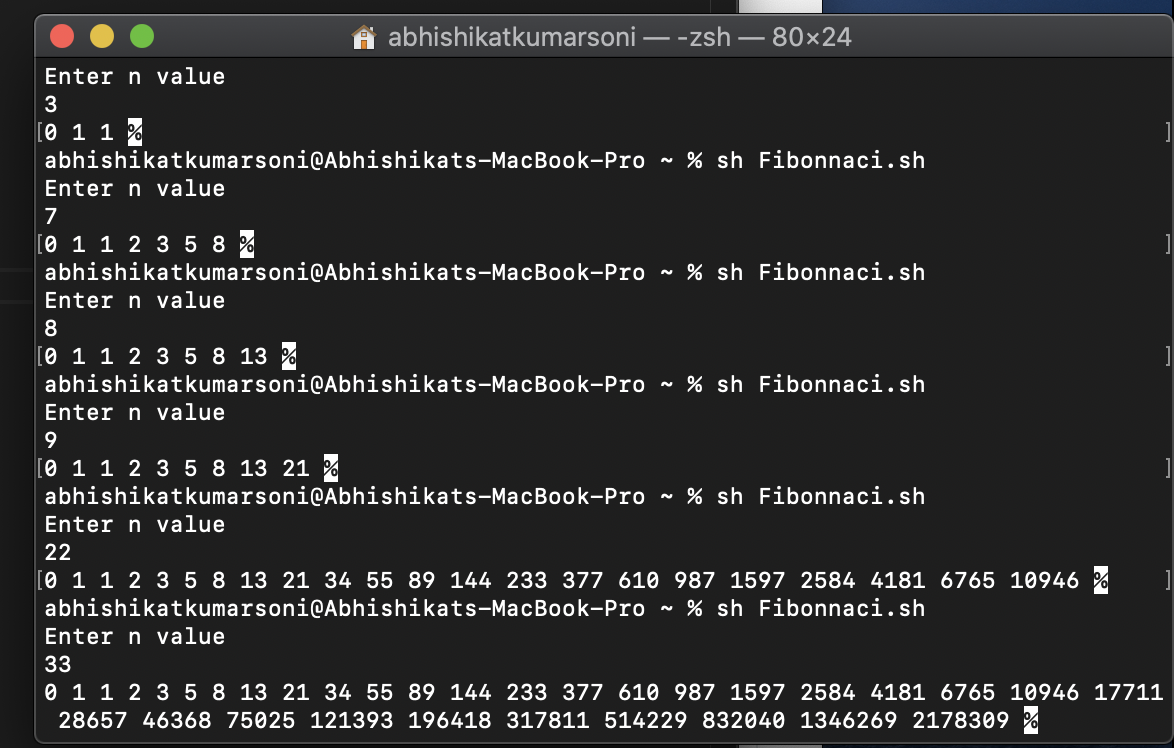 abhishikatkumarsoni — -zsh — 80×24
Enter n value
3
[0 1 1 % ]
abhishikatkumarsoni@Abhishikats-MacBook-Pro ~ % sh Fibonnaci.sh
Enter n value
7
[0 1 1 2 3 5 8 % ]
abhishikatkumarsoni@Abhishikats-MacBook-Pro ~ % sh Fibonnaci.sh
Enter n value
8
[0 1 1 2 3 5 8 13 % ]
abhishikatkumarsoni@Abhishikats-MacBook-Pro ~ % sh Fibonnaci.sh
Enter n value
9
[0 1 1 2 3 5 8 13 21 % ]
abhishikatkumarsoni@Abhishikats-MacBook-Pro ~ % sh Fibonnaci.sh
Enter n value
22
[0 1 1 2 3 5 8 13 21 34 55 89 144 233 377 610 987 1597 2584 4181 6765 10946 % ]
abhishikatkumarsoni@Abhishikats-MacBook-Pro ~ % sh Fibonnaci.sh
Enter n value
33
0 1 1 2 3 5 8 13 21 34 55 89 144 233 377 610 987 1597 2584 4181 6765 10946 17711
28657 46368 75025 121393 196418 317811 514229 832040 1346269 2178309 %